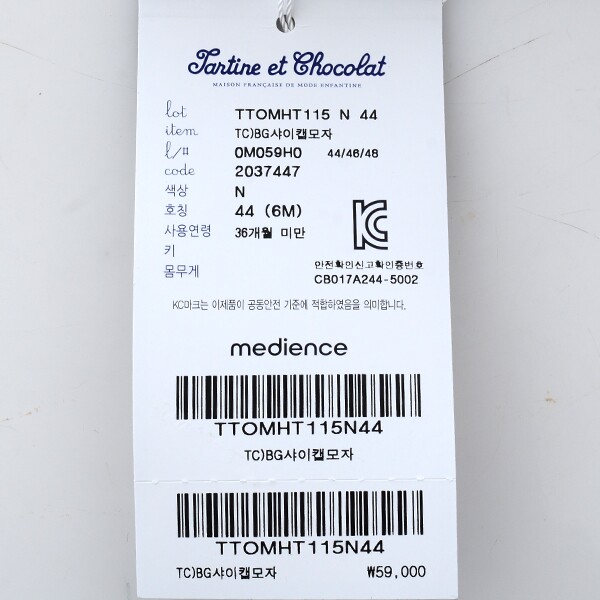 Tartine et Chocolat
MAISON FRANÇAISE DE MODE ENFANTINE
lot TTOMHT115 N 44
item TC)BG샤이캡모자
l/# 0M059H0 44/46/48
code 2037447
색상 N
호칭 44 (6M)
사용연령 36개월 미만
키
몸무게
안전확인신고확인증번호
CB017A244-5002
KC마크는 이제품이 공통안전 기준에 적합하였음을 의미합니다.
medience
TTOMHT115N44
TC)BG샤이캡모자
TTOMHT115N44
TC)BG샤이캡모자 ₩59,000